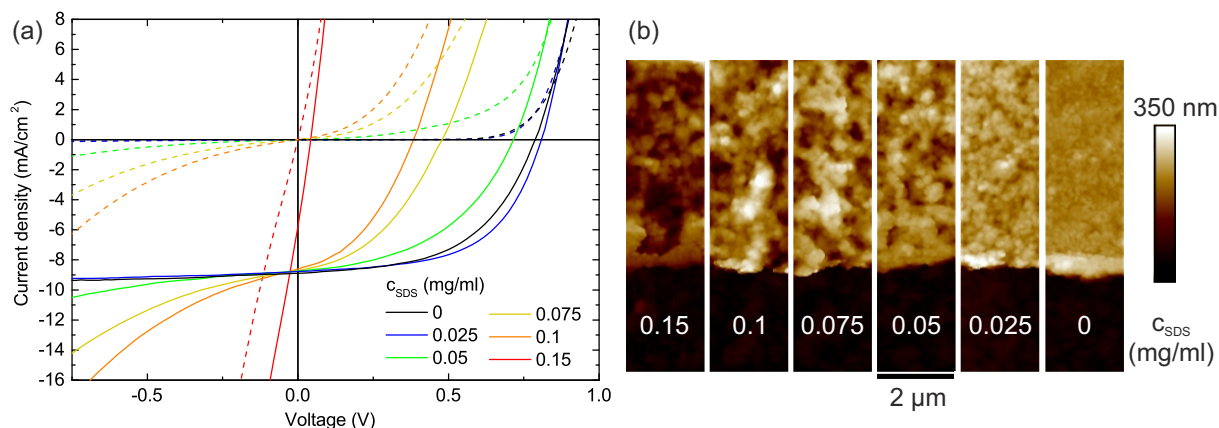 (a)
8
6
4
2
0
-2
-4
-6
-8
-10
-12
-14
-16
Current density (mA/cm²)
-0.5 0.0 0.5 1.0
Voltage (V)
cSDS (mg/ml)
0 0.075
0.025 0.1
0.05 0.15
(b)
350 nm
0.15 0.1 0.075 0.05 0.025 0
cSDS
(mg/ml)
2 µm